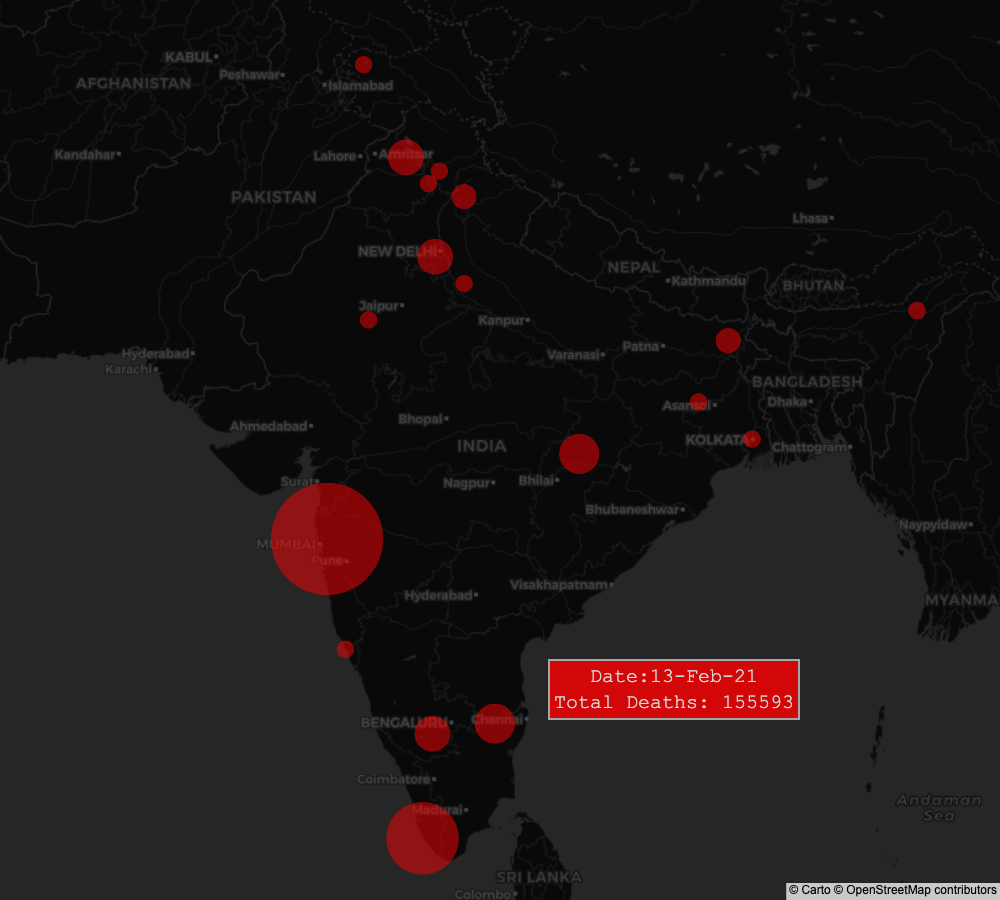 KABUL
Peshawar
AFGHANISTAN
Islamabad
Kandahar
Lahore
Amritsar
PAKISTAN
Lhasa
NEW DELHI
NEPAL
Kathmandu
BHUTAN
Jaipur
Kanpur
Hyderabad
Karachi
Varanasi
Patna
BANGLADESH
Asansol
Dhaka
Ahmedabad
Bhopal
INDIA
KOLKATA
Chattogram
Surat
Nagpur
Bhilai
Bhubaneshwar
Naypyidaw
MUMBAI
Pune
Visakhapatnam
Hyderabad
MYANMA
Date:13-Feb-21
Total Deaths: 155593
BENGALURU
Chennai
Coimbatore
Madurai
Andaman
Sea
SRI LANKA
Colombo
© Carto © OpenStreetMap contributors